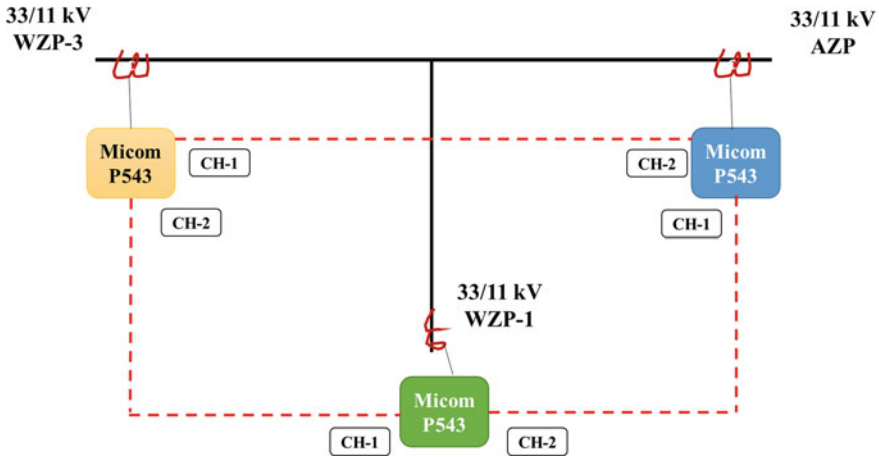 33/11 kV
WZP-3
33/11 kV
AZP
Micom
P543
CH-1
CH-2
Micom
P543
CH-2
CH-1
33/11 kV
WZP-1
Micom
P543
CH-1
CH-2